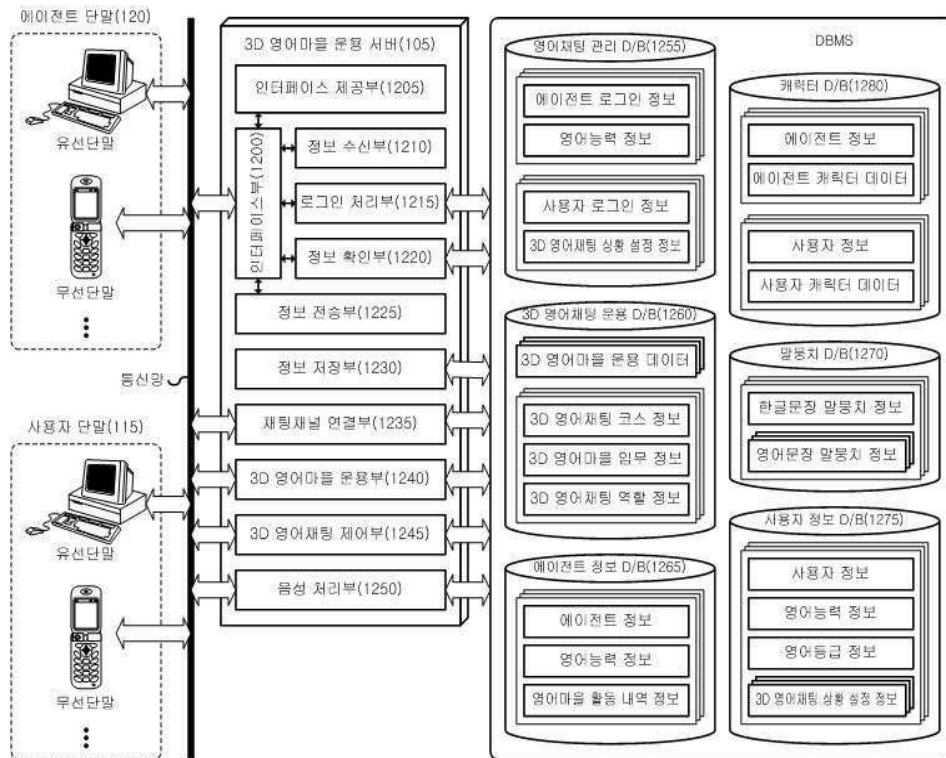 에이전트 단말(120)
유선단말
무선단말
통신망
사용자 단말(115)
유선단말
무선단말
3D 영어마을 운용 서버(105)
인터페이스 제공부(1205)
인터페이스부(1200)
정보 수신부(1210)
로그인 처리부(1215)
정보 확인부(1220)
정보 전송부(1225)
정보 저장부(1230)
채팅채널 연결부(1235)
3D 영어마을 운용부(1240)
3D 영어채팅 제어부(1245)
음성 처리부(1250)
DBMS
영어채팅 관리 D/B(1255)
에이전트 로그인 정보
영어능력 정보
사용자 로그인 정보
3D 영어채팅 상황 설정 정보
3D 영어채팅 운용 D/B(1260)
3D 영어마을 운용 데이터
3D 영어채팅 코스 정보
3D 영어마을 임무 정보
3D 영어채팅 역할 정보
에이전트 정보 D/B(1265)
에이전트 정보
영어능력 정보
영어마을 활동 내역 정보
캐릭터 D/B(1280)
에이전트 정보
에이전트 캐릭터 데이터
사용자 정보
사용자 캐릭터 데이터
말뭉치 D/B(1270)
한글문장 말뭉치 정보
영어문장 말뭉치 정보
사용자 정보 D/B(1275)
사용자 정보
영어능력 정보
영어등급 정보
3D 영어채팅 상황 설정 정보